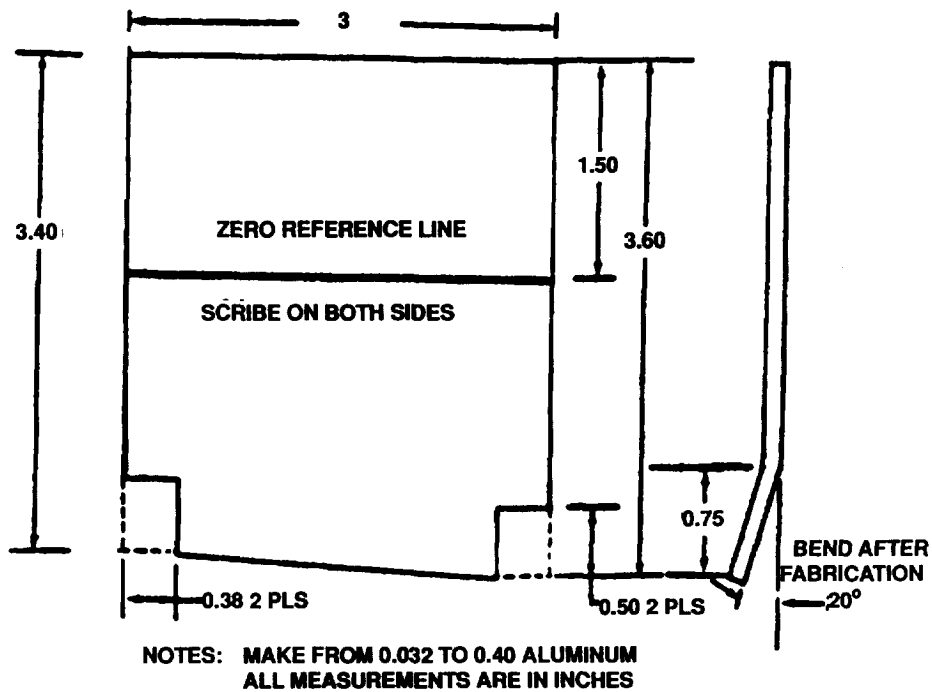 3
1.50
3.40
ZERO REFERENCE LINE
3.60
SCRIBE ON BOTH SIDES
0.75
BEND AFTER
FABRICATION
0.38 2 PLS
0.50 2 PLS
20°
NOTES: MAKE FROM 0.032 TO 0.40 ALUMINUM
ALL MEASUREMENTS ARE IN INCHES